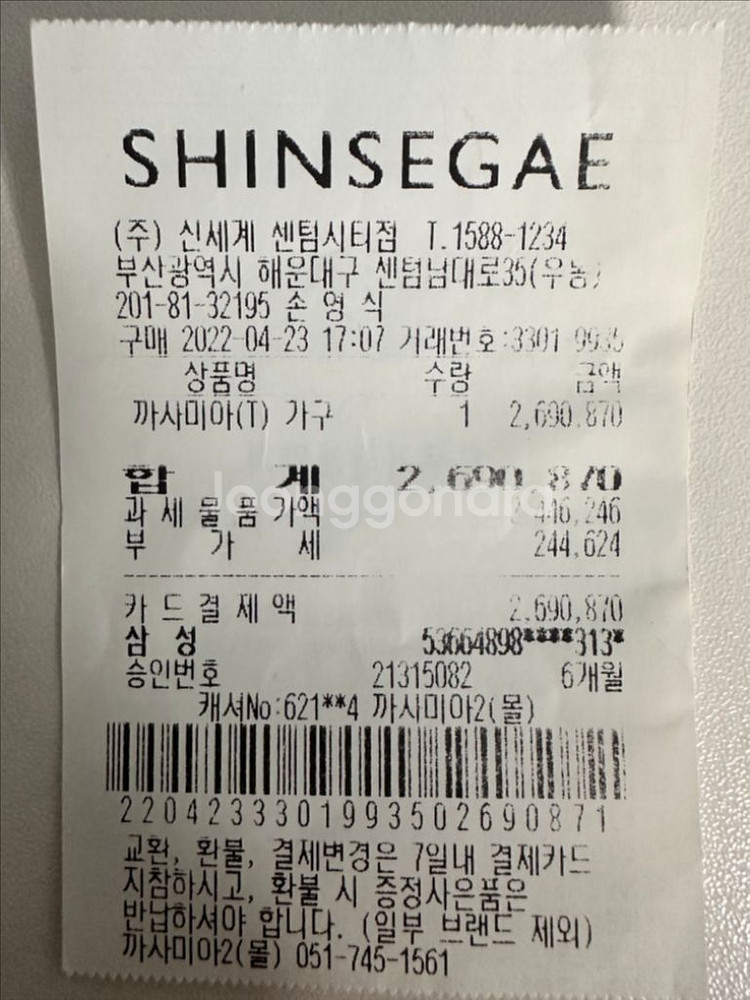 SHINSEGAE
(주) 신세계 센텀시티점 T.1588-1234
부산광역시 해운대구 센텀남대로35(우동)
201-81-32195 손 영 식
구매 2022-04-23 17:07 거래번호:3301 9935
상품명 수량 금액
까사미아(T) 가구 1 2,690,870
합 계 2,690,870
과 세 물 품 가액 2,446,246
부 가 세 244,624
카 드 결 제 액 2,690,870
삼 성 53664898****313*
승인번호 21315082 6개월
캐셔No:621**4 까사미아2(몰)
2204233301993502690871
교환, 환불, 결제변경은 7일내 결제카드
지참하시고, 환불 시 증정사은품은
반납하셔야 합니다. (일부 브랜드 제외)
까사미아2(몰) 051-745-1561